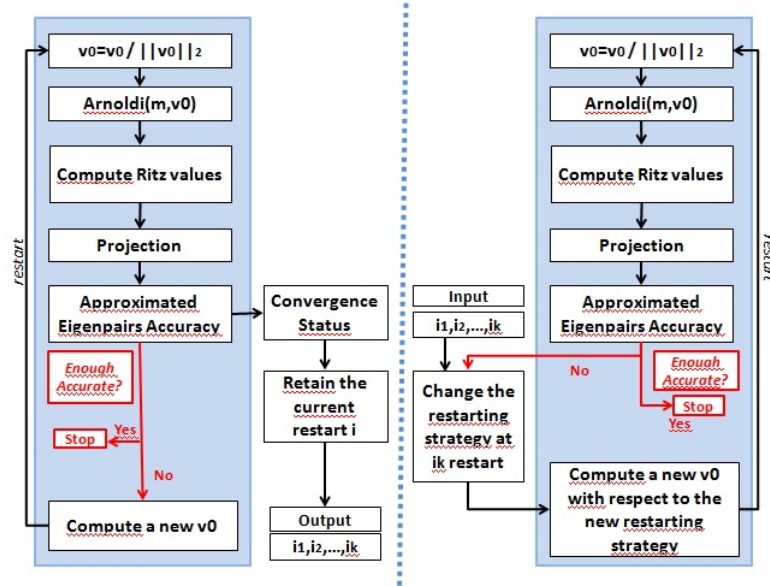 v0=v0 / ||v0||2
Arnoldi(m,v0)
Compute Ritz values
restart
Projection
Approximated
Eigenpairs Accuracy
Convergence
Status
Enough
Accurate?
Retain the
current
restart i
Yes
Stop
No
Compute a new v0
Output
i1,i2,...,ik
v0=v0 / ||v0||2
Arnoldi(m,v0)
Compute Ritz values
restart
Projection
Input
i1,i2,...,ik
Approximated
Eigenpairs Accuracy
No
Enough
Accurate?
Stop
Yes
Change the
restarting
strategy at
ik restart
Compute a new v0
with respect to the
new restarting
strategy